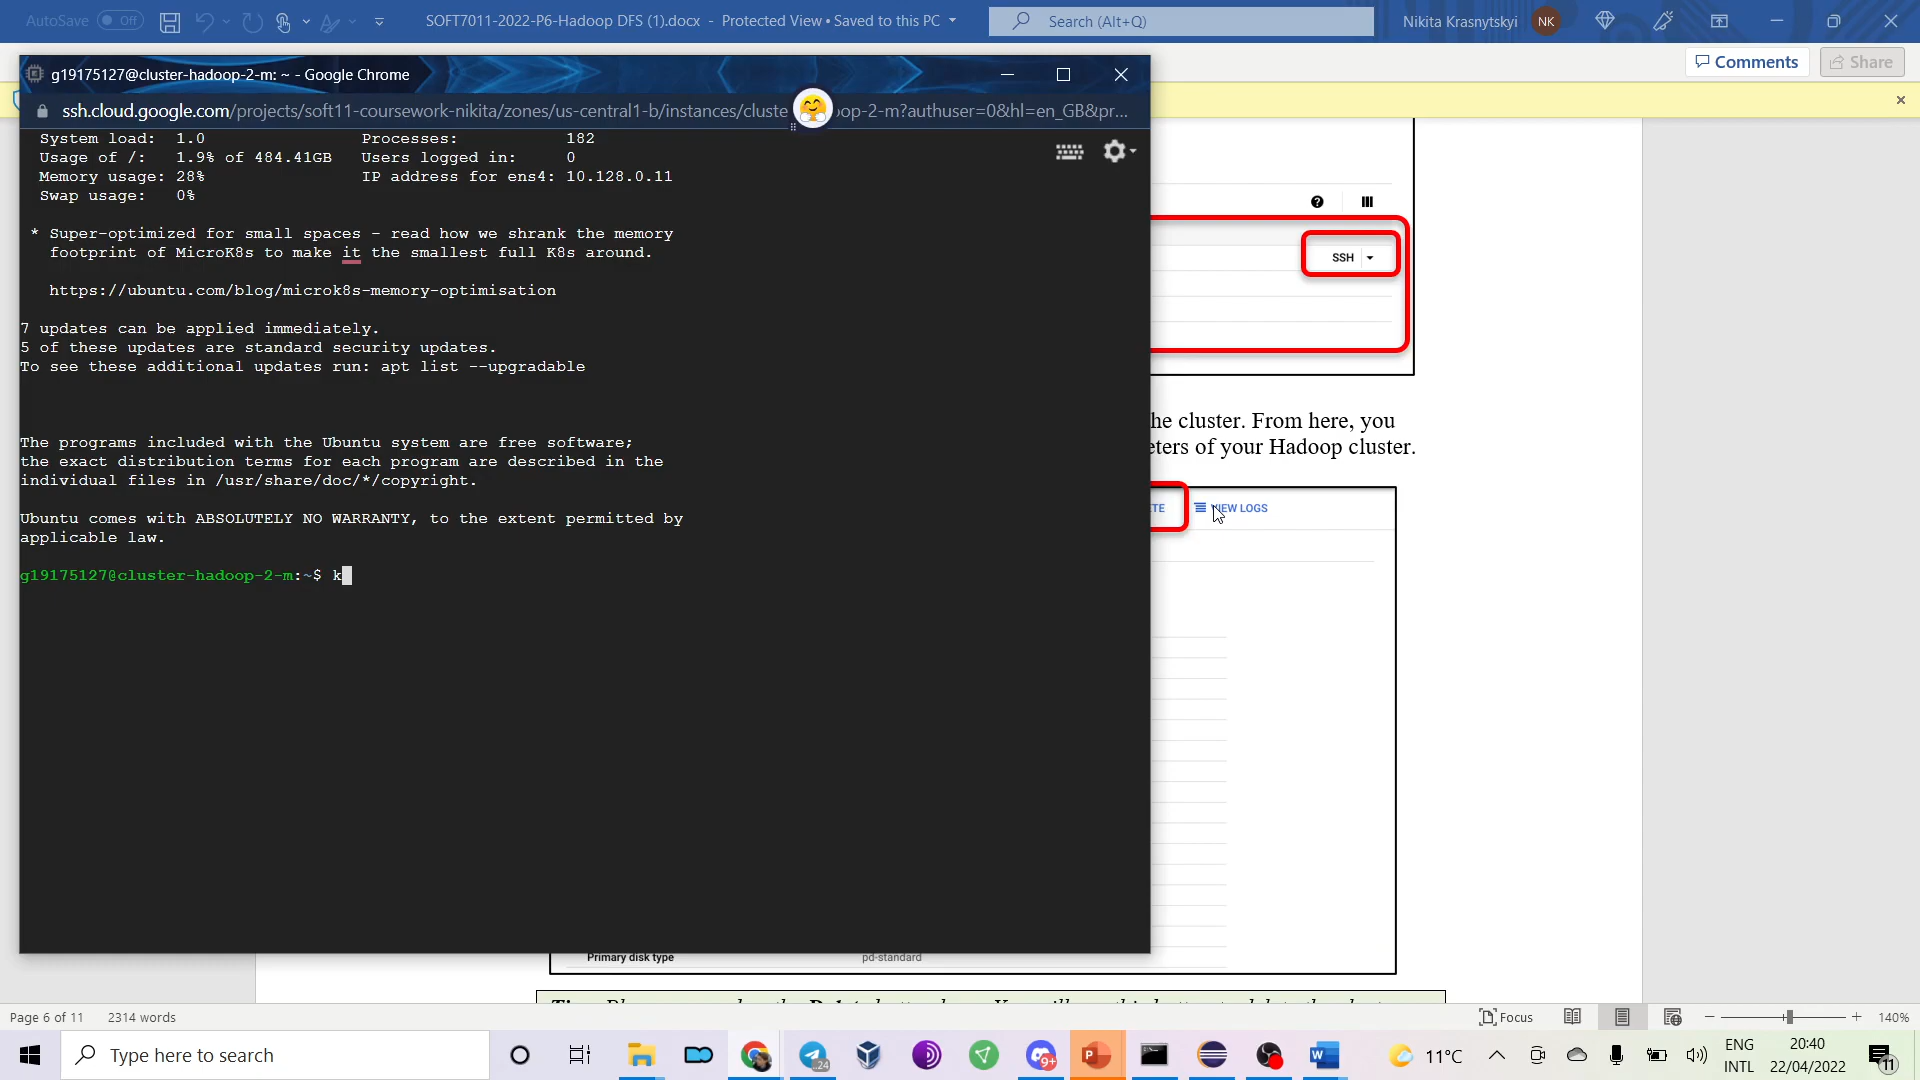 AutoSave Off
SOFT7011-2022-P6-Hadoop DFS (1).docx - Protected View • Saved to this PC
Search (Alt+Q)
Nikita Krasnytskyi NK
Comments
Share
g19175127@cluster-hadoop-2-m: ~ - Google Chrome
ssh.cloud.google.com/projects/soft11-coursework-nikita/zones/us-central1-b/instances/cluste oop-2-m?authuser=0&hl=en_GB&pr...
System load: 1.0 Processes: 182
Usage of /: 1.9% of 484.41GB Users logged in: 0
Memory usage: 28% IP address for ens4: 10.128.0.11
Swap usage: 0%
* Super-optimized for small spaces - read how we shrank the memory
footprint of MicroK8s to make it the smallest full K8s around.
https://ubuntu.com/blog/microk8s-memory-optimisation
7 updates can be applied immediately.
5 of these updates are standard security updates.
To see these additional updates run: apt list --upgradable
The programs included with the Ubuntu system are free software;
the exact distribution terms for each program are described in the
individual files in /usr/share/doc/*/copyright.
Ubuntu comes with ABSOLUTELY NO WARRANTY, to the extent permitted by
applicable law.
g19175127@cluster-hadoop-2-m:~$ k
SSH
he cluster. From here, you
eters of your Hadoop cluster.
TE VIEW LOGS
Primary disk type pd-standard
Page 6 of 11 2314 words
Focus
140%
Type here to search
24
9+
11°C
ENG
INTL
20:40
22/04/2022
11